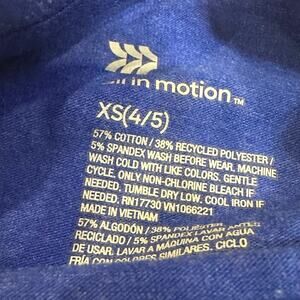 all in motion™
XS(4/5)
57% COTTON / 38% RECYCLED POLYESTER /
5% SPANDEX WASH BEFORE WEAR. MACHINE
WASH COLD WITH LIKE COLORS. GENTLE
CYCLE. ONLY NON-CHLORINE BLEACH IF
NEEDED. TUMBLE DRY LOW. COOL IRON IF
NEEDED. RN17730 VN1066221
MADE IN VIETNAM
57% ALGODÓN / 38% POLIÉSTER
RECICLADO / 5% SPANDEX LAVAR ANTES
DE USAR. LAVAR A MÁQUINA CON AGUA
FRÍA CON COLORES SIMILARES. CICLO